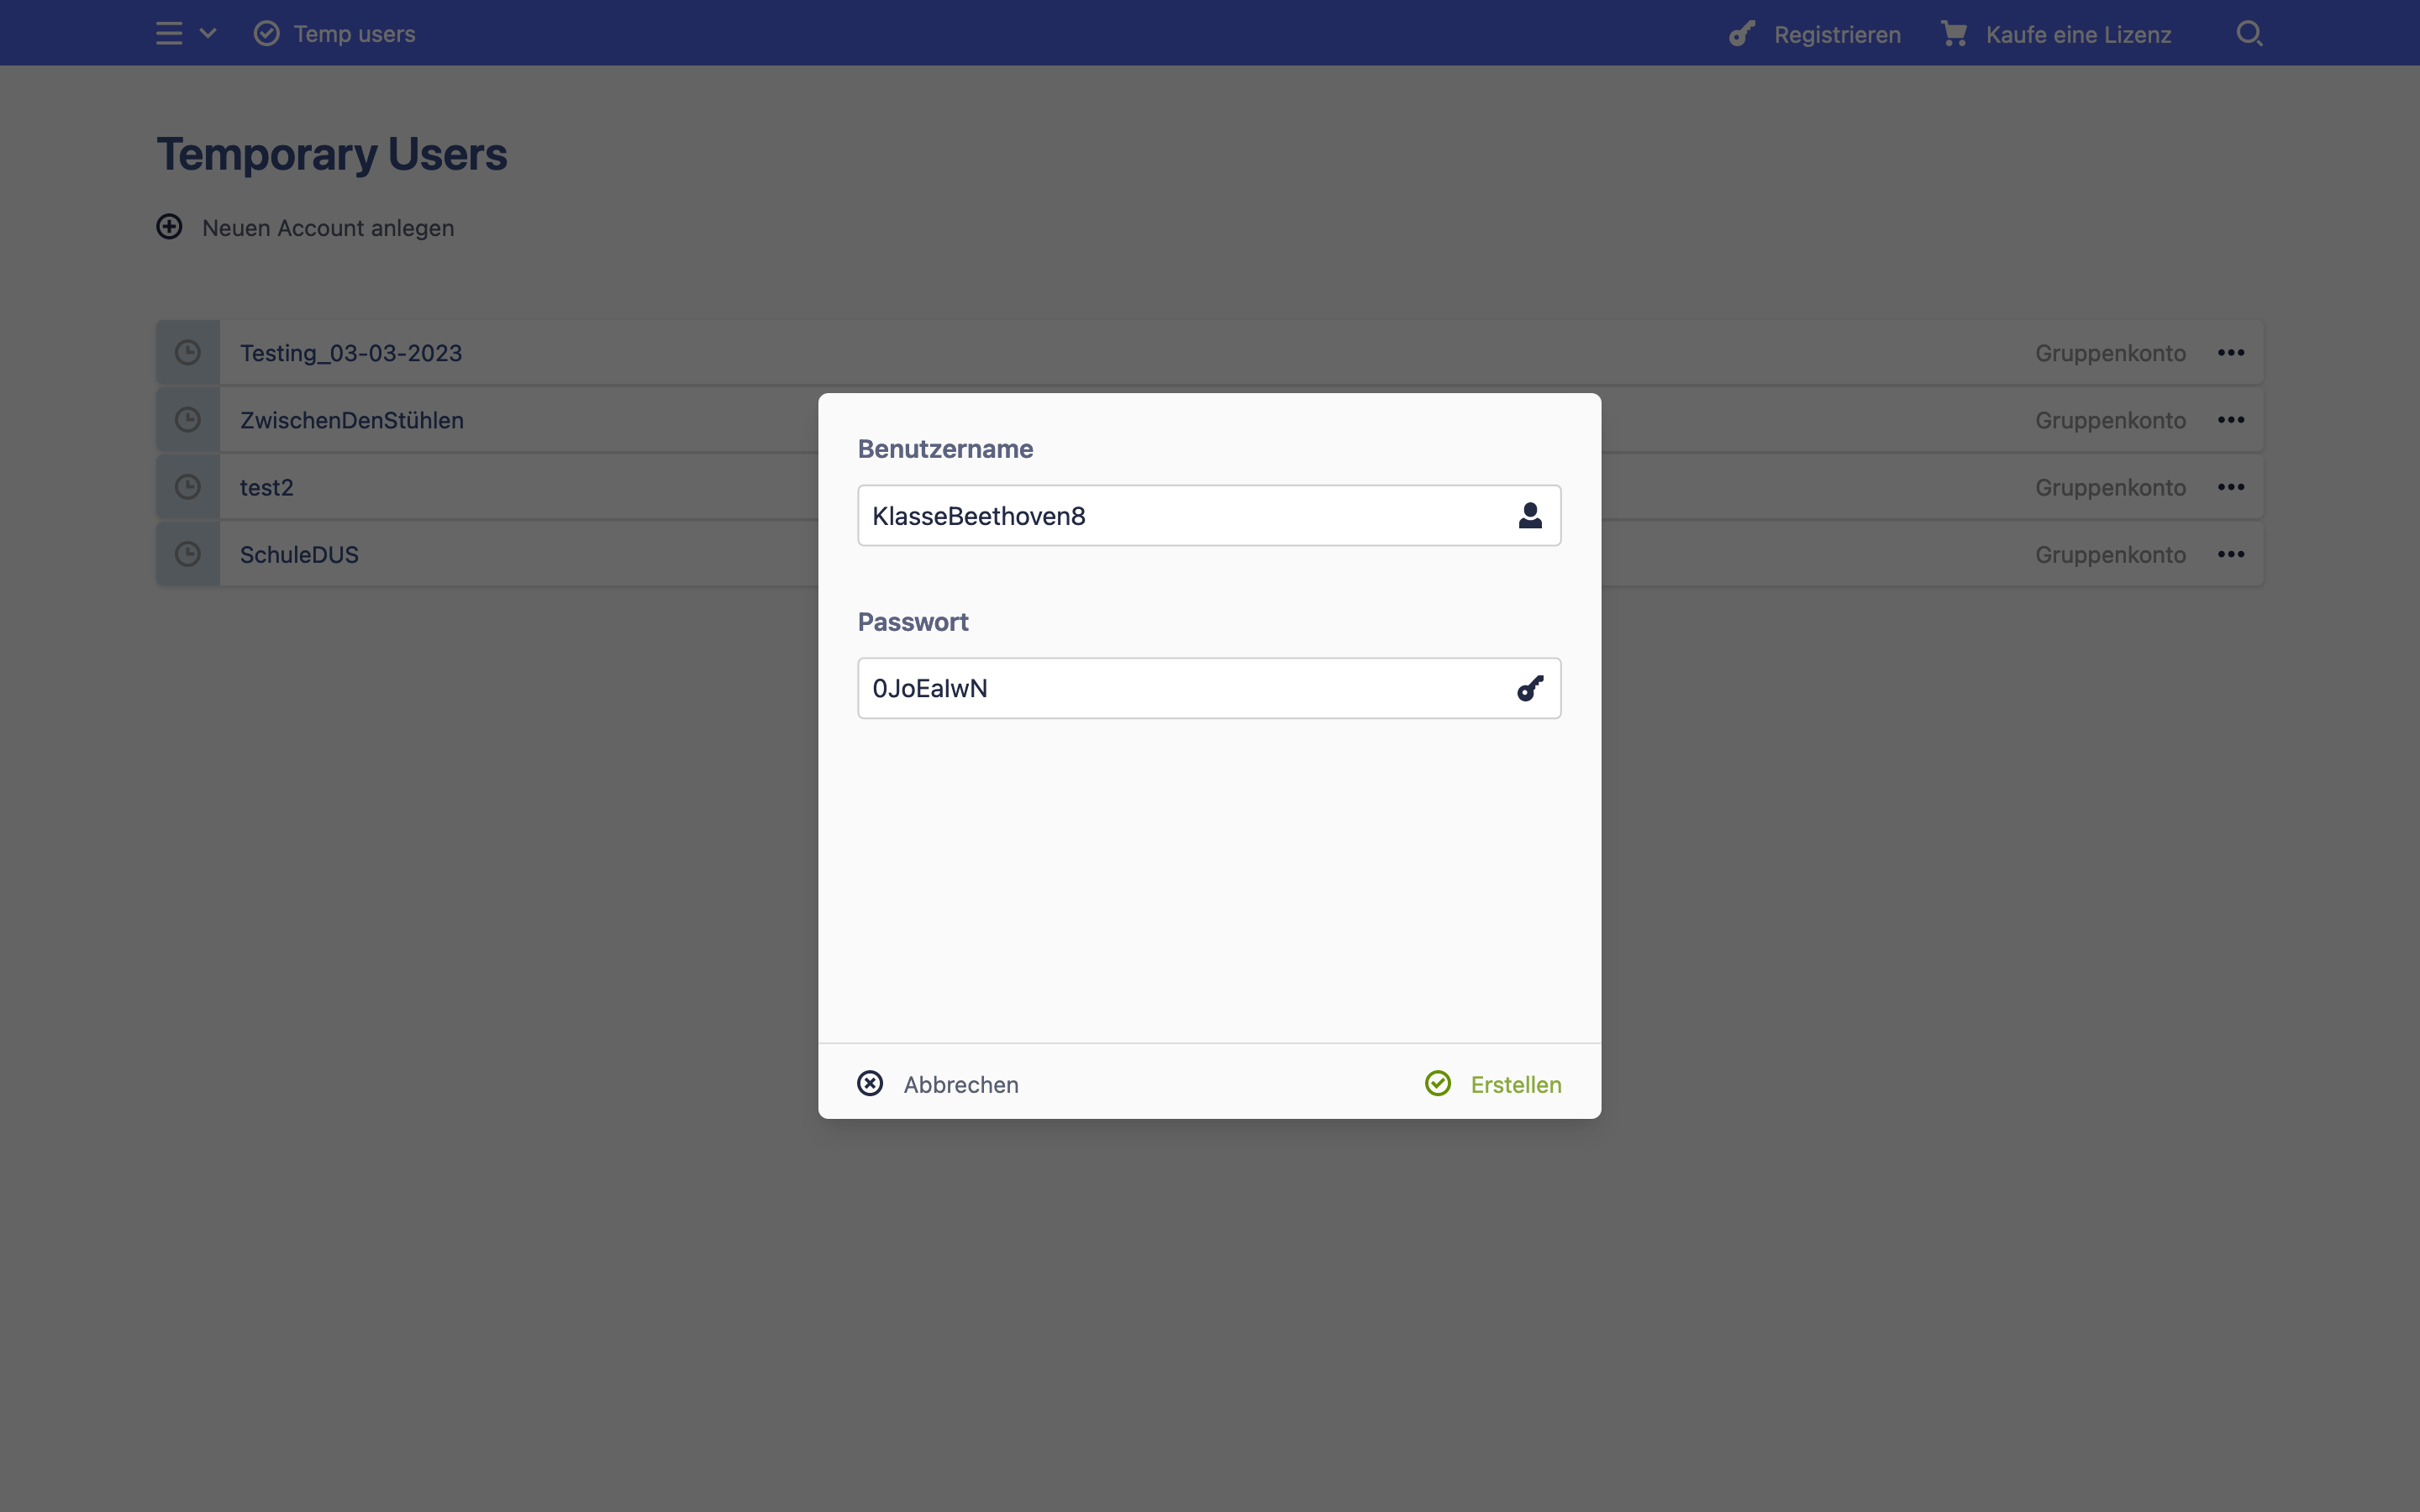 Temp users
Registrieren
Kaufe eine Lizenz
Temporary Users
Neuen Account anlegen
Testing_03-03-2023
Gruppenkonto
ZwischenDenStühlen
Gruppenkonto
test2
Gruppenkonto
SchuleDUS
Gruppenkonto
Benutzername
KlasseBeethoven8
Passwort
0JoEalwN
Abbrechen
Erstellen